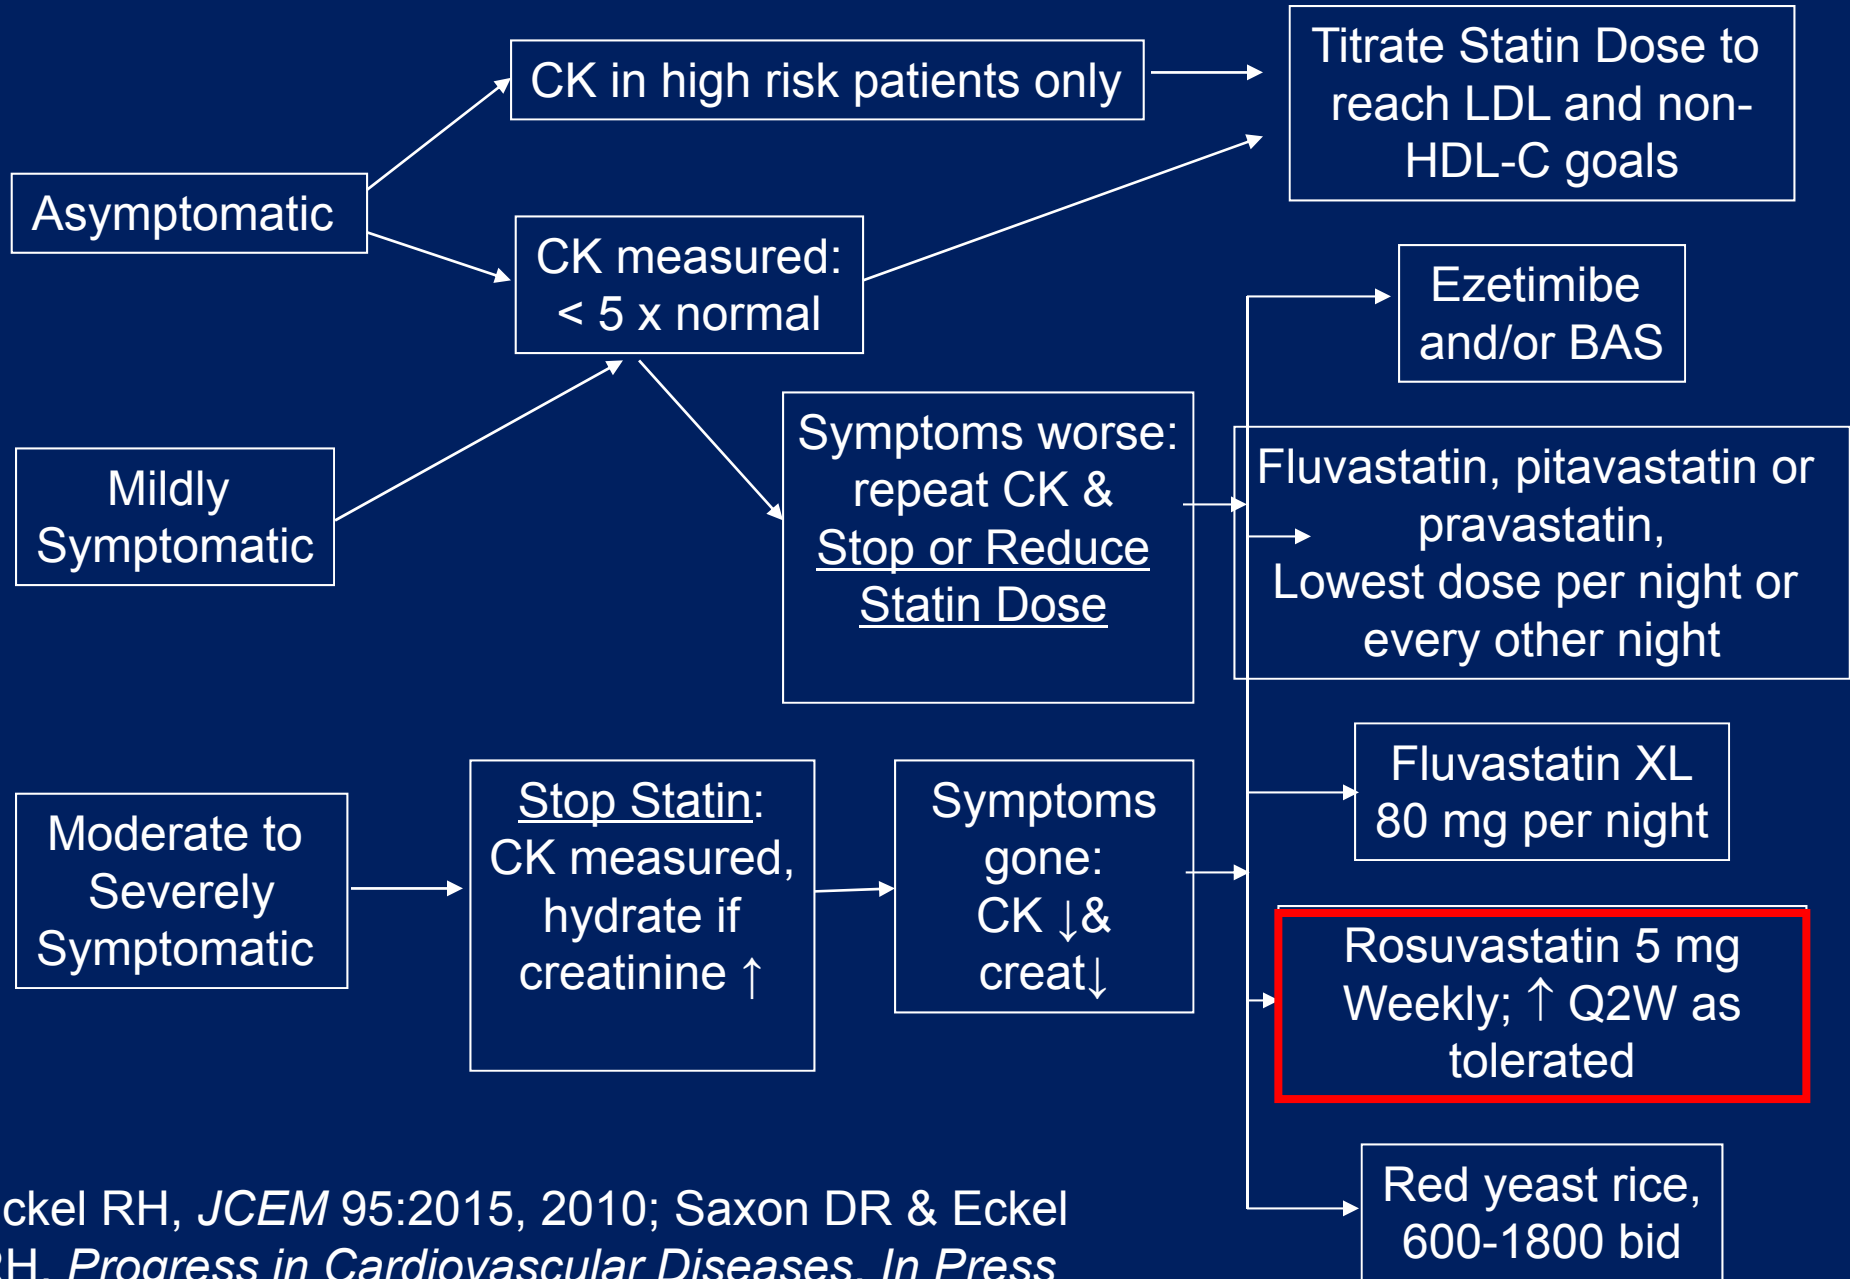 CK in high risk patients only
Titrate Statin Dose to
reach LDL and non-
HDL-C goals
Asymptomatic
CK measured:
< 5 x normal
Ezetimibe
and/or BAS
Mildly
Symptomatic
Symptoms worse:
repeat CK &
Stop or Reduce
Statin Dose
Fluvastatin, pitavastatin or
pravastatin,
Lowest dose per night or
every other night
Fluvastatin XL
80 mg per night
Moderate to
Severely
Symptomatic
Stop Statin:
CK measured,
hydrate if
creatinine ↑
Symptoms
gone:
CK ↓&
creat↓
Rosuvastatin 5 mg
Weekly; ↑ Q2W as
tolerated
Red yeast rice,
600-1800 bid
ckel RH, JCEM 95:2015, 2010; Saxon DR & Eckel
RH, Progress in Cardiovascular Diseases, In Press